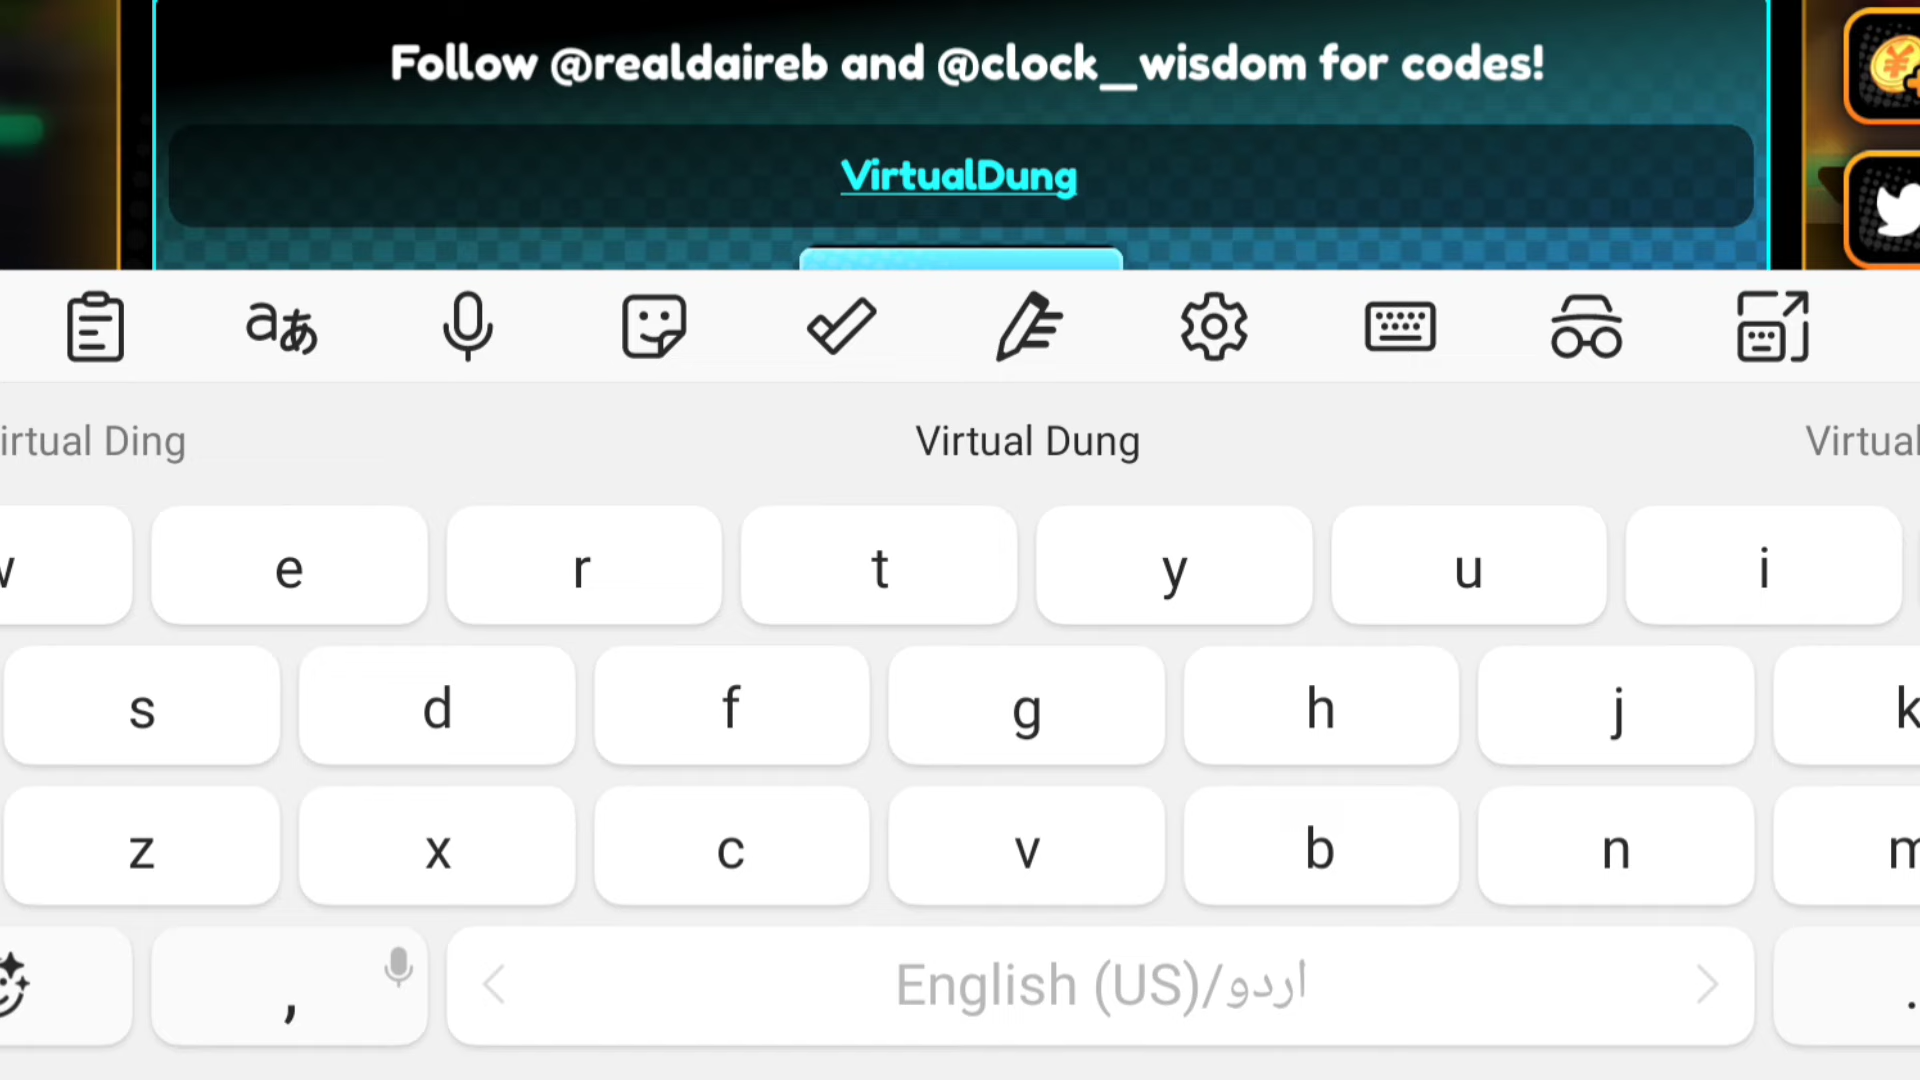 Follow @realdaireb and @clock_wisdom for codes!
VirtualDung
irtual Ding Virtual Dung Virtual
w e r t y u i
s d f g h j k
z x c v b n m
, English (US)/اردو .